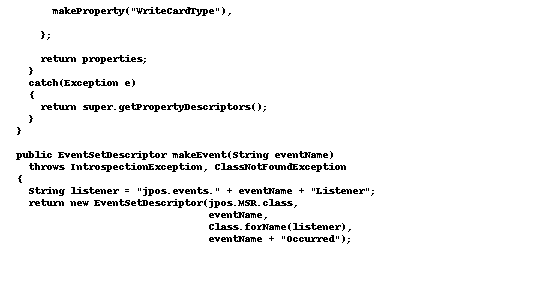 makeProperty("WriteCardType"),
};
return properties;
}
catch(Exception e)
{
return super.getPropertyDescriptors();
}
}
public EventSetDescriptor makeEvent(String eventName)
throws IntrospectionException, ClassNotFoundException
{
String listener = "jpos.events." + eventName + "Listener";
return new EventSetDescriptor(jpos.MSR.class,
eventName,
Class.forName(listener),
eventName + "Occurred");